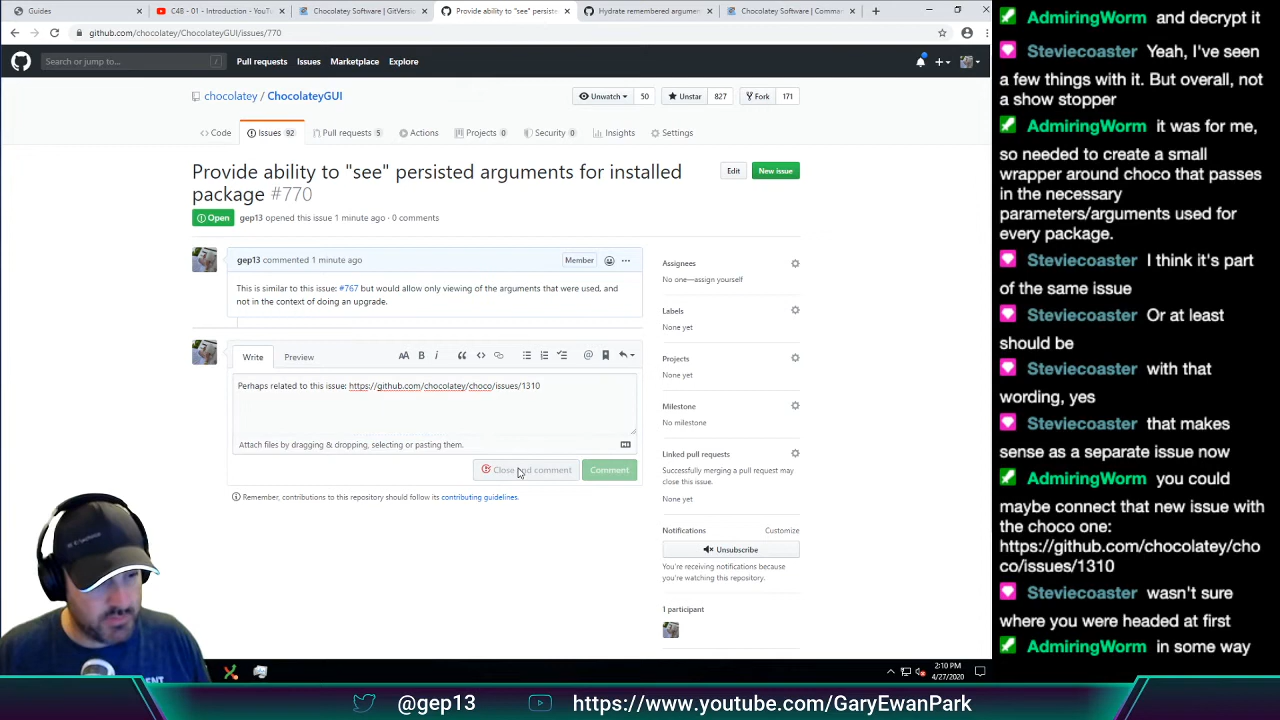 Guides
C4B - 01 - Introduction - YouT
Chocolatey Software | GitVersi
Provide ability to "see" persiste
Hydrate remembered argumen
Chocolatey Software | Comman
github.com/chocolatey/ChocolateyGUI/issues/770
Search or jump to...
/
Pull requests
Issues
Marketplace
Explore
chocolatey / ChocolateyGUI
Unwatch 50
Unstar 827
Fork 171
Code
Issues 92
Pull requests 5
Actions
Projects 0
Security 0
Insights
Settings
Provide ability to "see" persisted arguments for installed
package #770
Edit
New issue
Open
gep13 opened this issue 1 minute ago · 0 comments
gep13 commented 1 minute ago
Member
This is similar to this issue: #767 but would allow only viewing of the arguments that were used, and
not in the context of doing an upgrade.
Write
Preview
Perhaps related to this issue: https://github.com/chocolatey/choco/issues/1310
Attach files by dragging & dropping, selecting or pasting them.
Close and comment
Comment
Remember, contributions to this repository should follow its contributing guidelines.
Assignees
No one—assign yourself
Labels
None yet
Projects
None yet
Milestone
No milestone
Linked pull requests
Successfully merging a pull request may
close this issue.
None yet
Notifications
Customize
Unsubscribe
You're receiving notifications because
you're watching this repository.
1 participant
2:10 PM
4/27/2020
AdmiringWorm and decrypt it
Steviecoaster Yeah, I've seen
a few things with it. But overall, not
a show stopper
AdmiringWorm it was for me,
so needed to create a small
wrapper around choco that passes
in the necessary
parameters/arguments used for
every package.
Steviecoaster I think it's part
of the same issue
Steviecoaster Or at least
should be
Steviecoaster with that
wording, yes
Steviecoaster that makes
sense as a separate issue now
AdmiringWorm you could
maybe connect that new issue with
the choco one:
https://github.com/chocolatey/cho
co/issues/1310
Steviecoaster wasn't sure
where you were headed at first
AdmiringWorm in some way
@gep13
https://www.youtube.com/GaryEwanPark